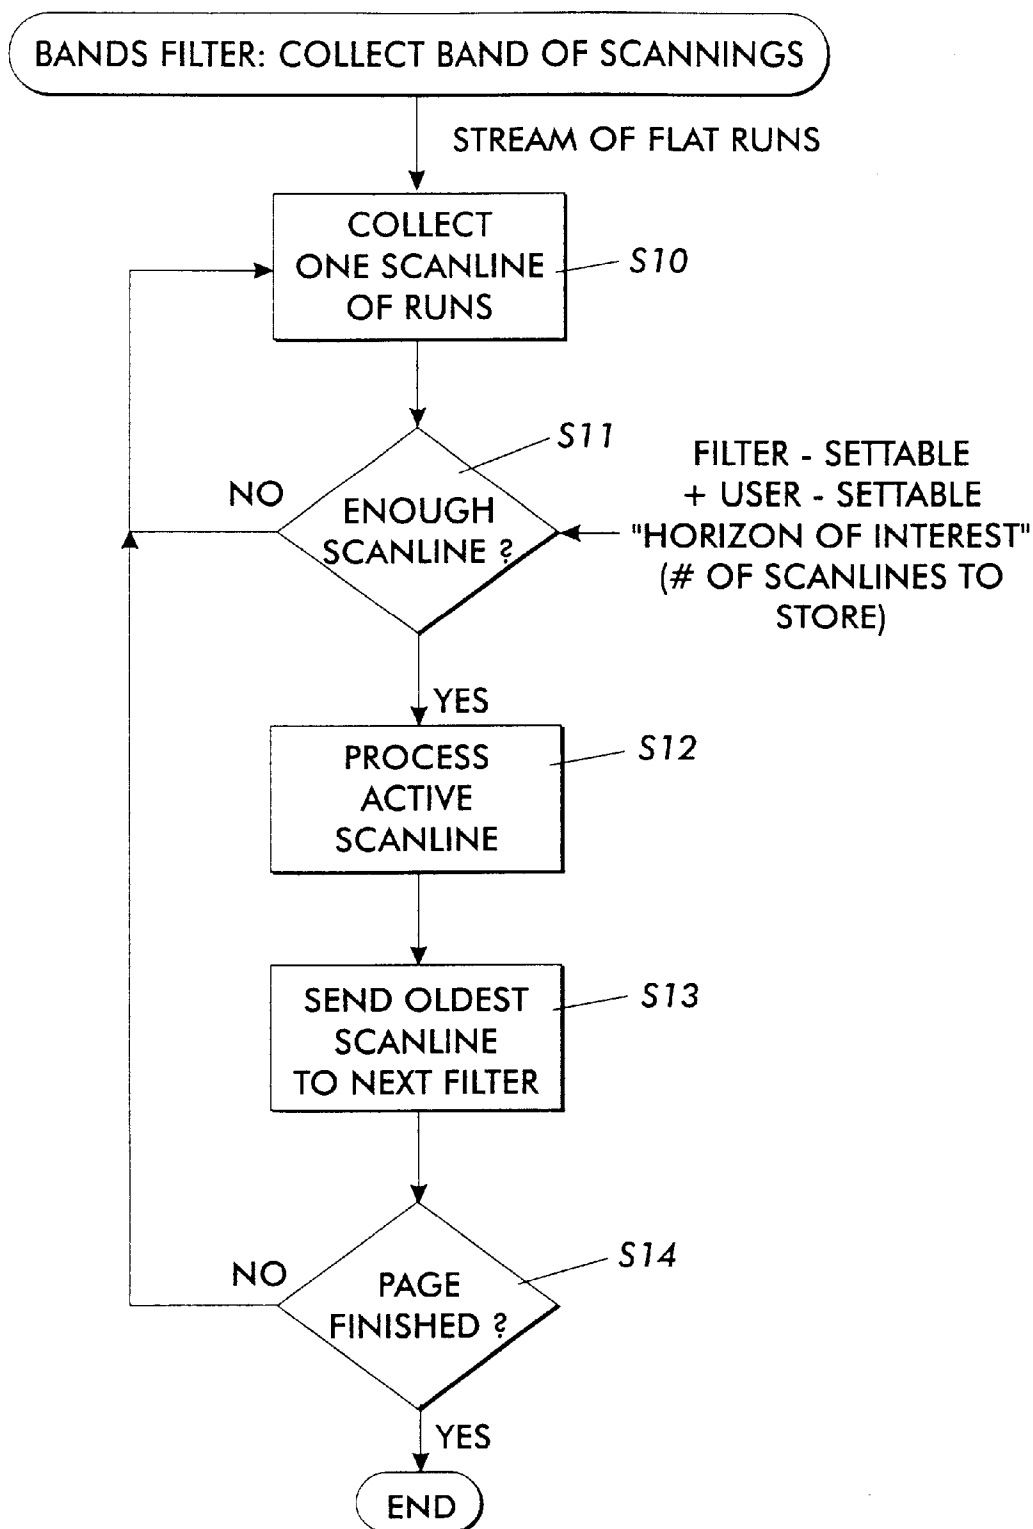 BANDS FILTER: COLLECT BAND OF SCANNINGS
STREAM OF FLAT RUNS
COLLECT
ONE SCANLINE
OF RUNS
S10
S11
NO
ENOUGH
SCANLINE ?
FILTER - SETTABLE
+ USER - SETTABLE
"HORIZON OF INTEREST"
(# OF SCANLINES TO
STORE)
YES
PROCESS
ACTIVE
SCANLINE
S12
SEND OLDEST
SCANLINE
TO NEXT FILTER
S13
NO
PAGE
FINISHED ?
S14
YES
END